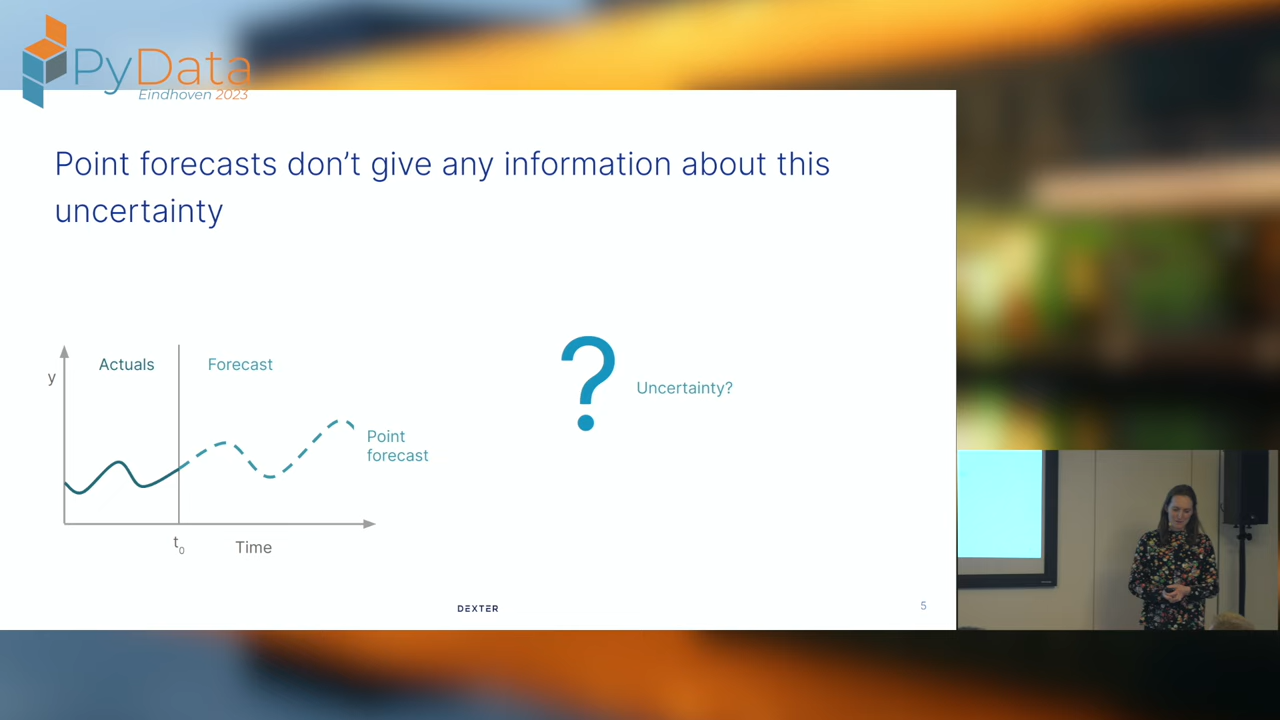 PyData
Eindhoven 2023
Point forecasts don't give any information about this
uncertainty
Actuals
Forecast
y
Point
forecast
t0
Time
?
Uncertainty?
DEXTER
5